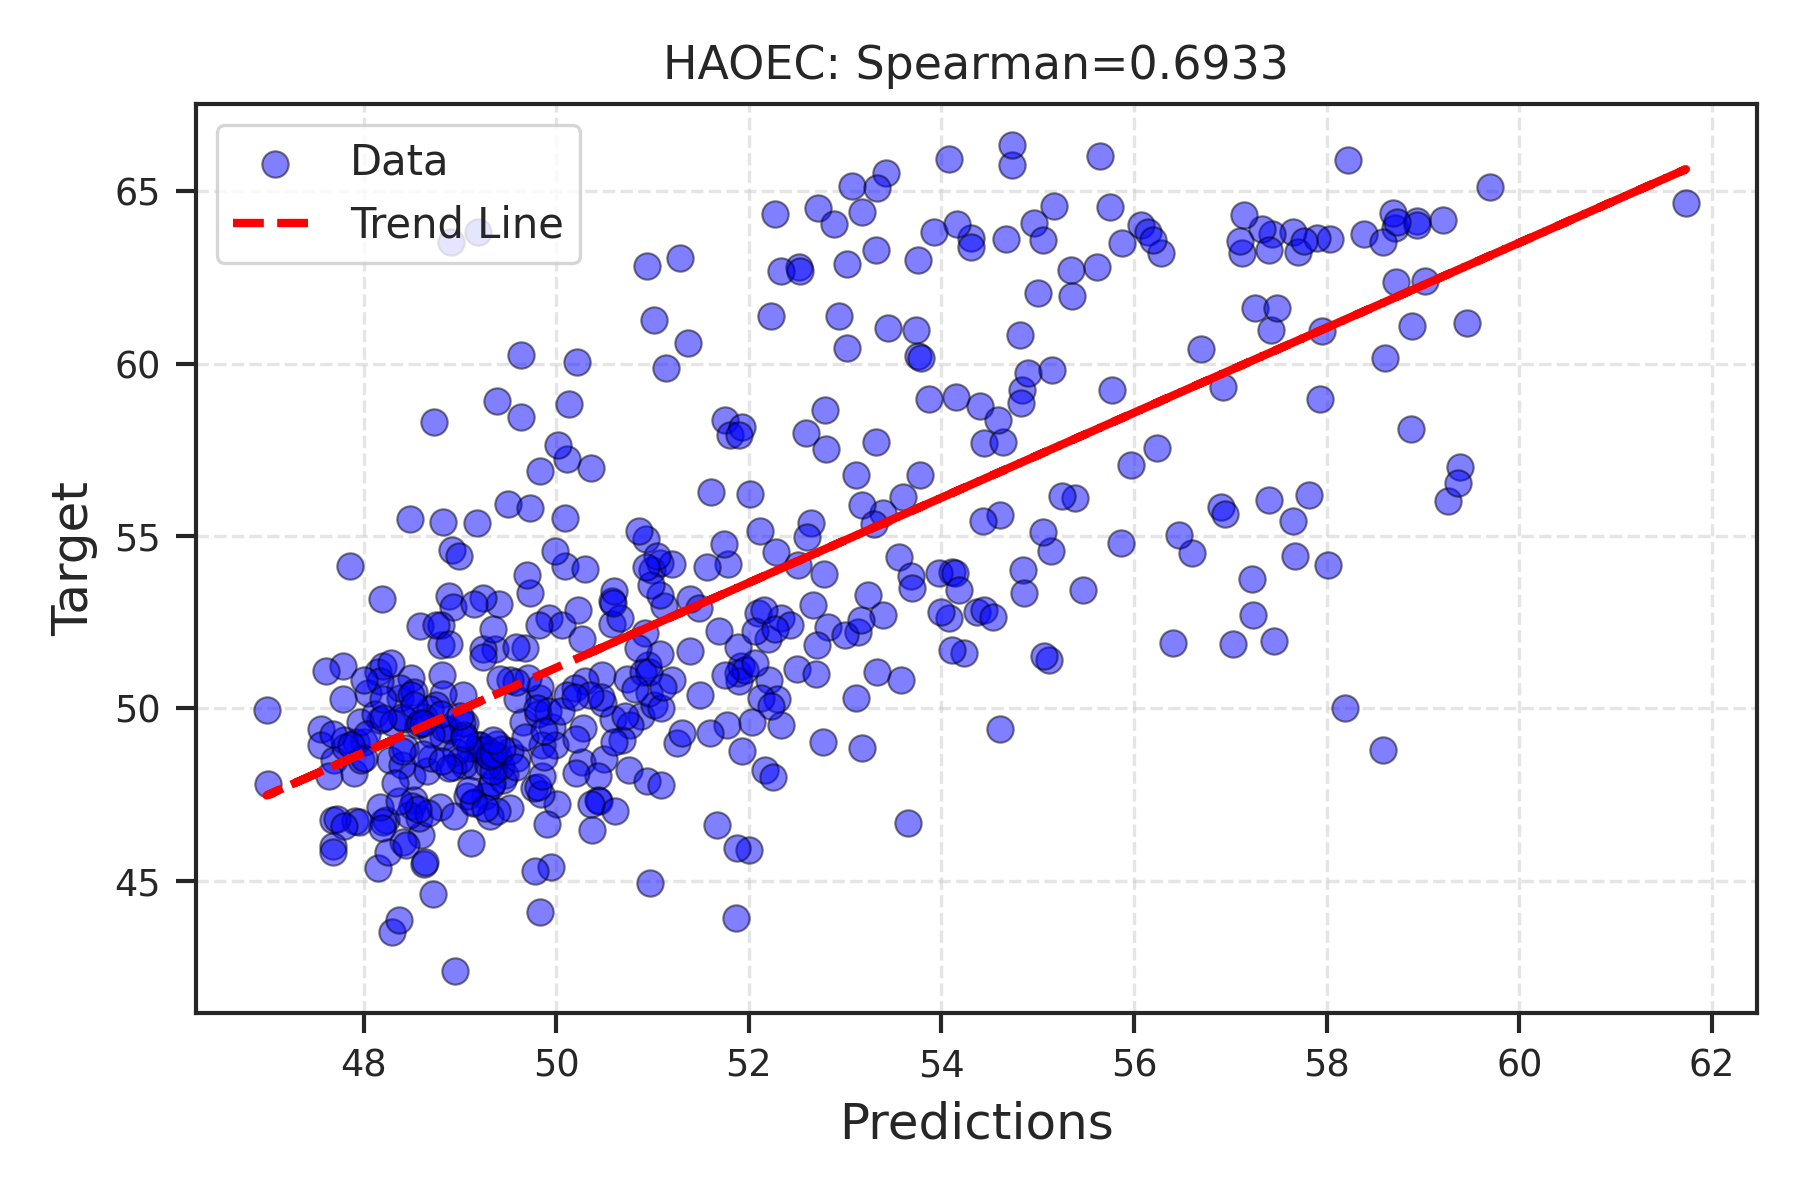 HAOEC: Spearman=0.6933
Data
Trend Line
65
60
55
50
45
Target
48 50 52 54 56 58 60 62
Predictions